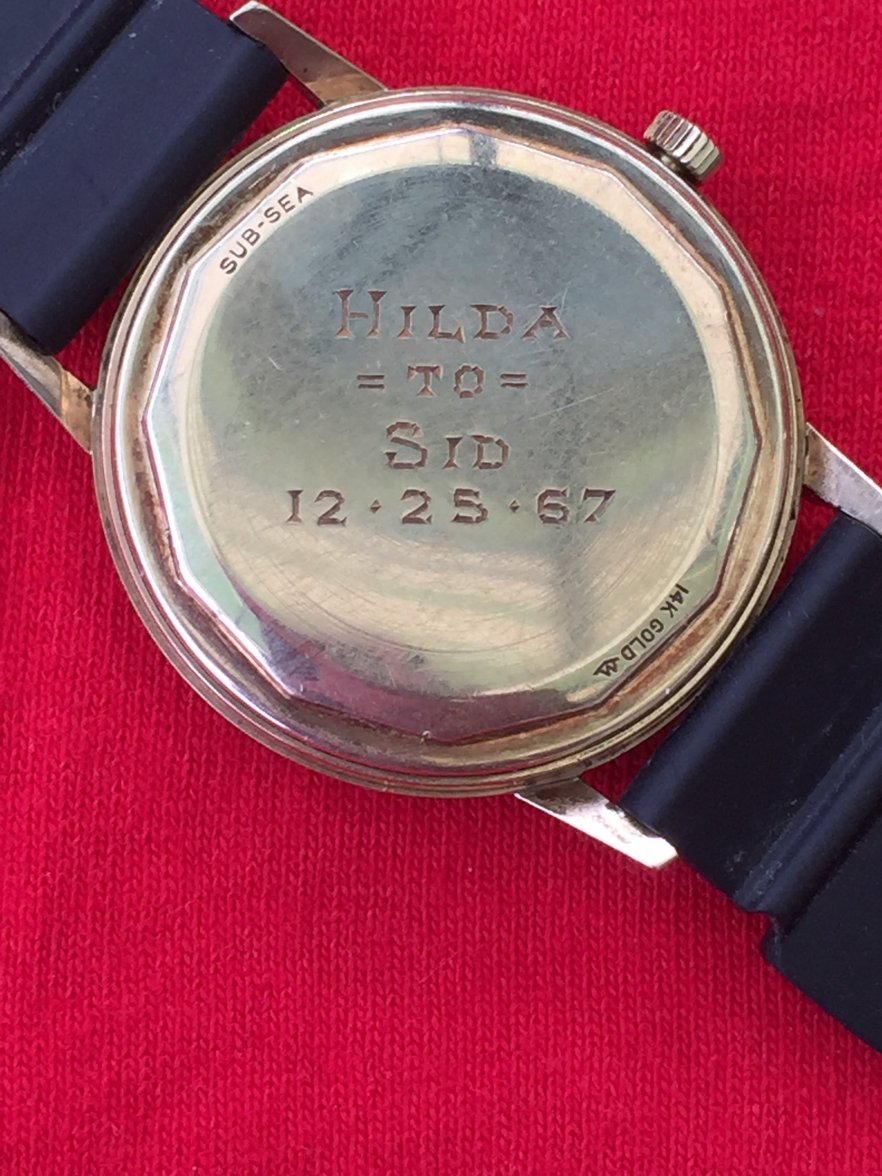 SUB-SEA
HILDA
=TO=
SID
12·25·67
14K GOLD